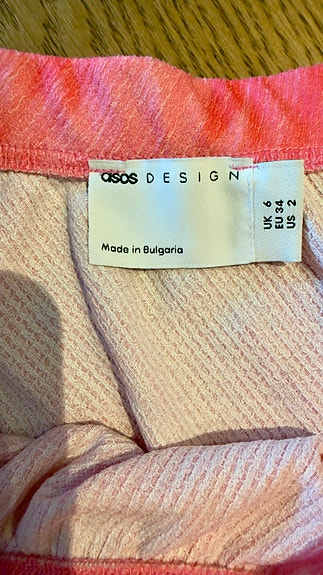 asos DESIGN
Made in Bulgaria
UK 6
EU 34
US 2